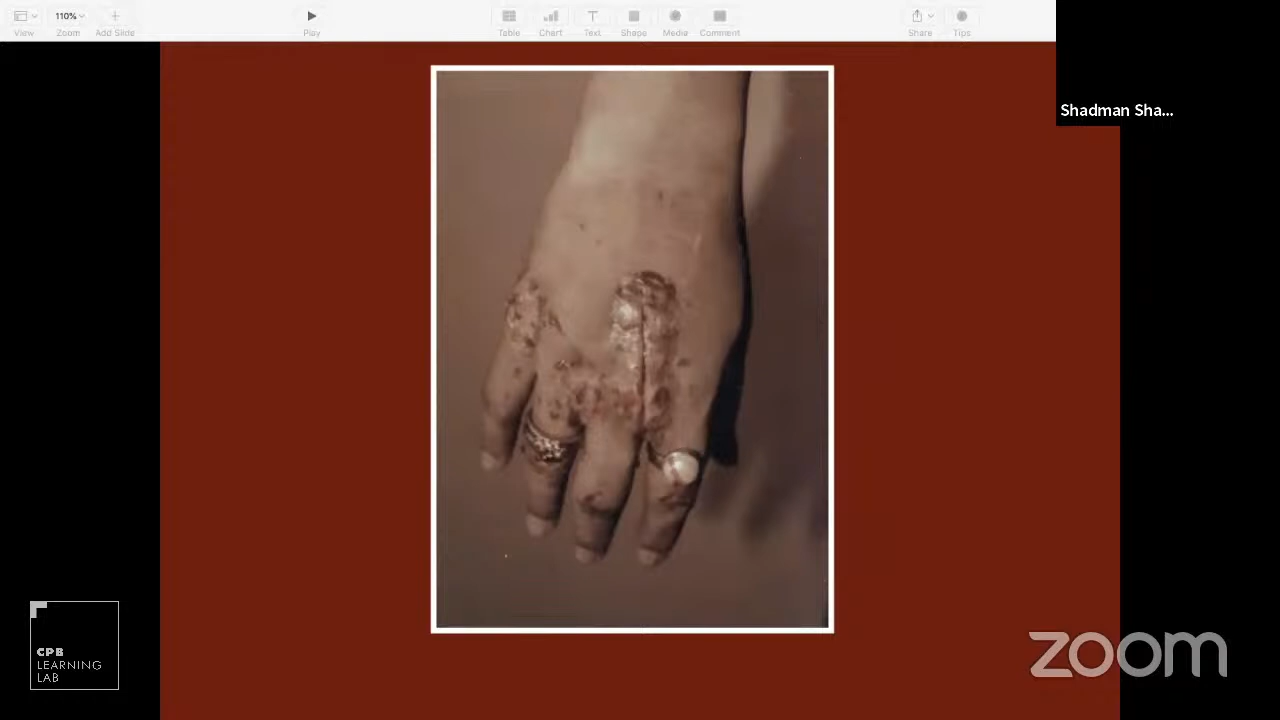 View
110%
Zoom
Add Slide
Play
Table
Chart
Text
Shape
Media
Comment
Share
Tips
Shadman Sha...
CPB
LEARNING
LAB
zoom